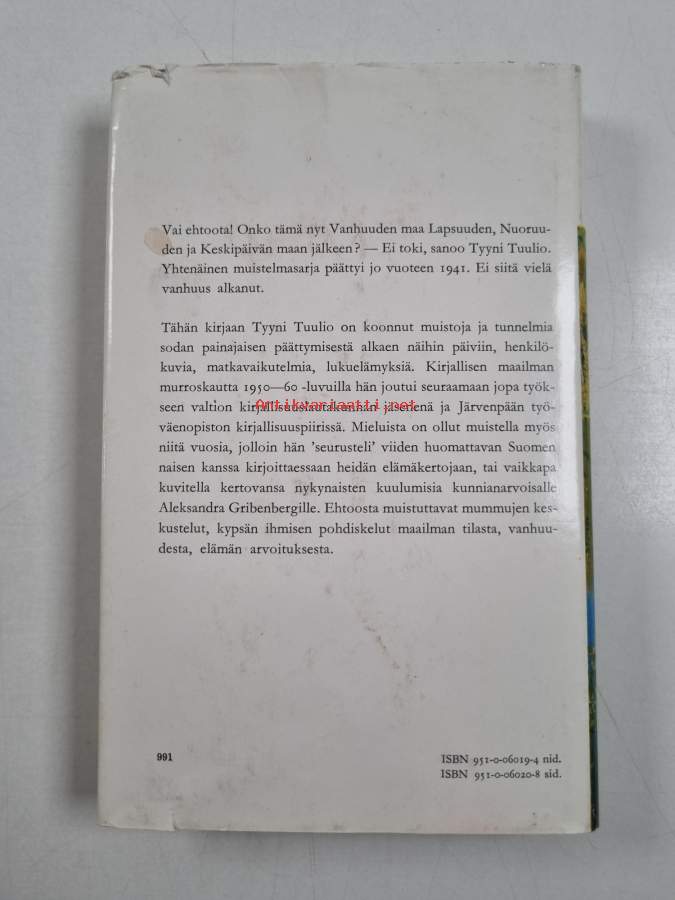 Vai ehtoota! Onko tämä nyt Vanhuuden maa Lapsuuden, Nuoruu-
den ja Keskipäivän maan jälkeen? — Ei toki, sanoo Tyyni Tuulio.
Yhtenäinen muistelmasarja päättyi jo vuoteen 1941. Ei siitä vielä
vanhuus alkanut.
Tähän kirjaan Tyyni Tuulio on koonnut muistoja ja tunnelmia
sodan painajaisen päättymisestä alkaen näihin päiviin, henkilö-
kuvia, matkavaikutelmia, lukuelämyksiä. Kirjallisen maailman
murroskautta 1950—60 -luvuilla hän joutui seuraamaan jopa työk-
seen valtion kirjallisuuslautakunnan jäsenenä ja Järvenpään työ-
väenopiston kirjallisuuspiirissä. Mieluista on ollut muistella myös
niitä vuosia, jolloin hän ’seurusteli’ viiden huomattavan Suomen
naisen kanssa kirjoittaessaan heidän elämäkertojaan, tai vaikkapa
kuvitella kertovansa nykynaisten kuulumisia kunnianarvoisalle
Aleksandra Gribenbergille. Ehtoosta muistuttavat mummujen kes-
kustelut, kypsän ihmisen pohdiskelut maailman tilasta, vanhuu-
desta, elämän arvoituksesta.
Antikvariaatti.net
991
ISBN 951-0-06019-4 nid.
ISBN 951-0-06020-8 sid.